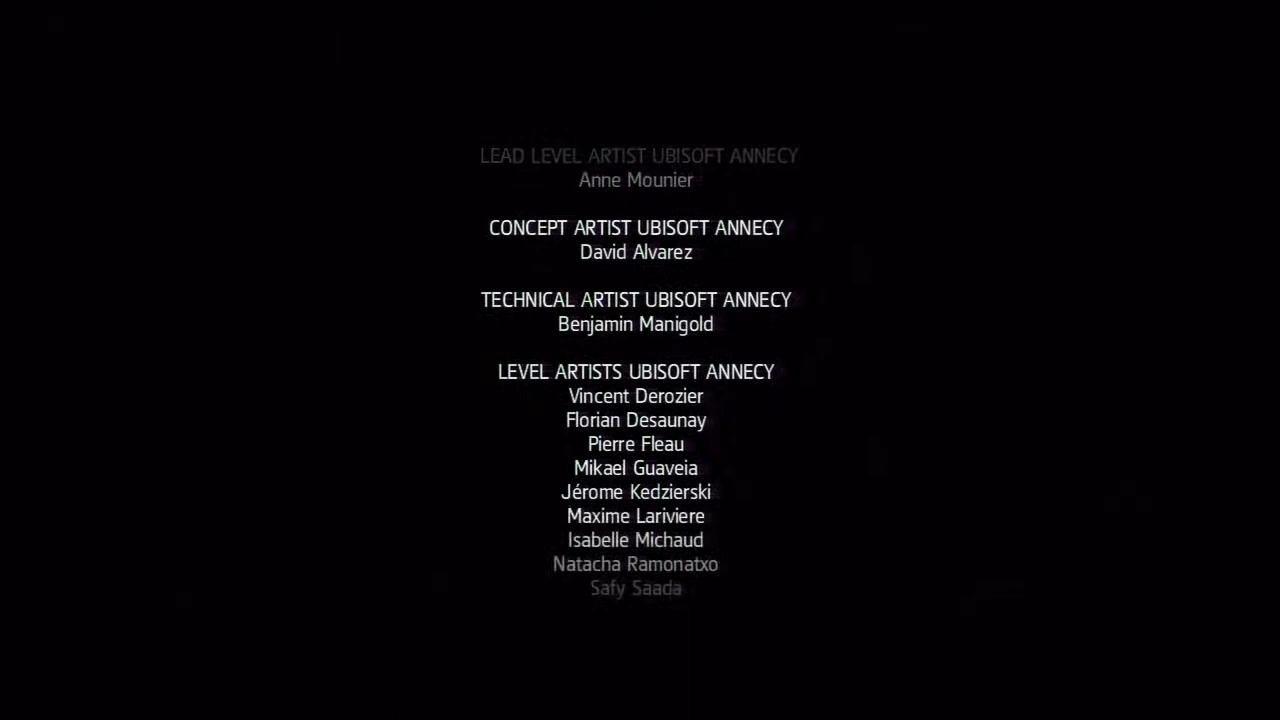 LEAD LEVEL ARTIST UBISOFT ANNECY
Anne Mounier
CONCEPT ARTIST UBISOFT ANNECY
David Alvarez
TECHNICAL ARTIST UBISOFT ANNECY
Benjamin Manigold
LEVEL ARTISTS UBISOFT ANNECY
Vincent Derozier
Florian Desaunay
Pierre Fleau
Mikael Guaveia
Jérome Kedzierski
Maxime Lariviere
Isabelle Michaud
Natacha Ramonatxo
Safy Saada